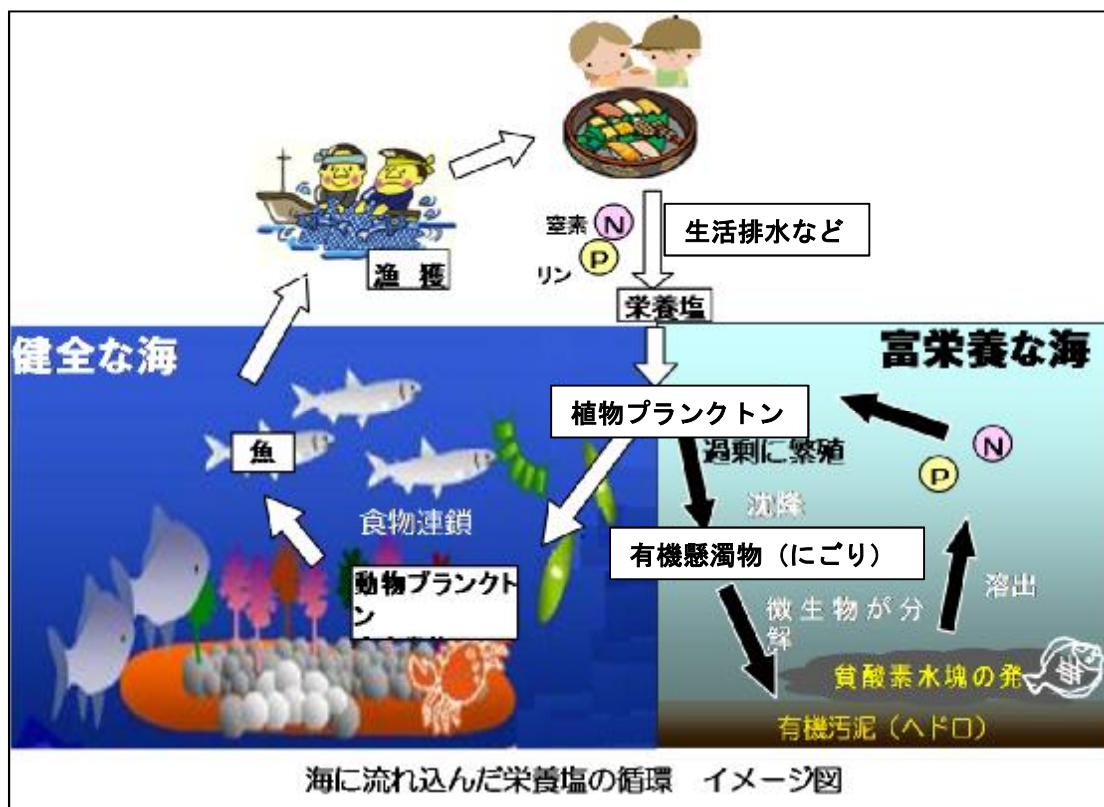 窒素
N
P
リン
生活排水など
漁 獲
栄養塩
健全な海
富栄養な海
植物プランクトン
過剰に繁殖
N
P
魚
沈降
食物連鎖
有機懸濁物（にごり）
動物プランクト
ン
微生物が分
解
溶出
貧酸素水塊の発
有機汚泥（ヘドロ）
海に流れ込んだ栄養塩の循環 イメージ図